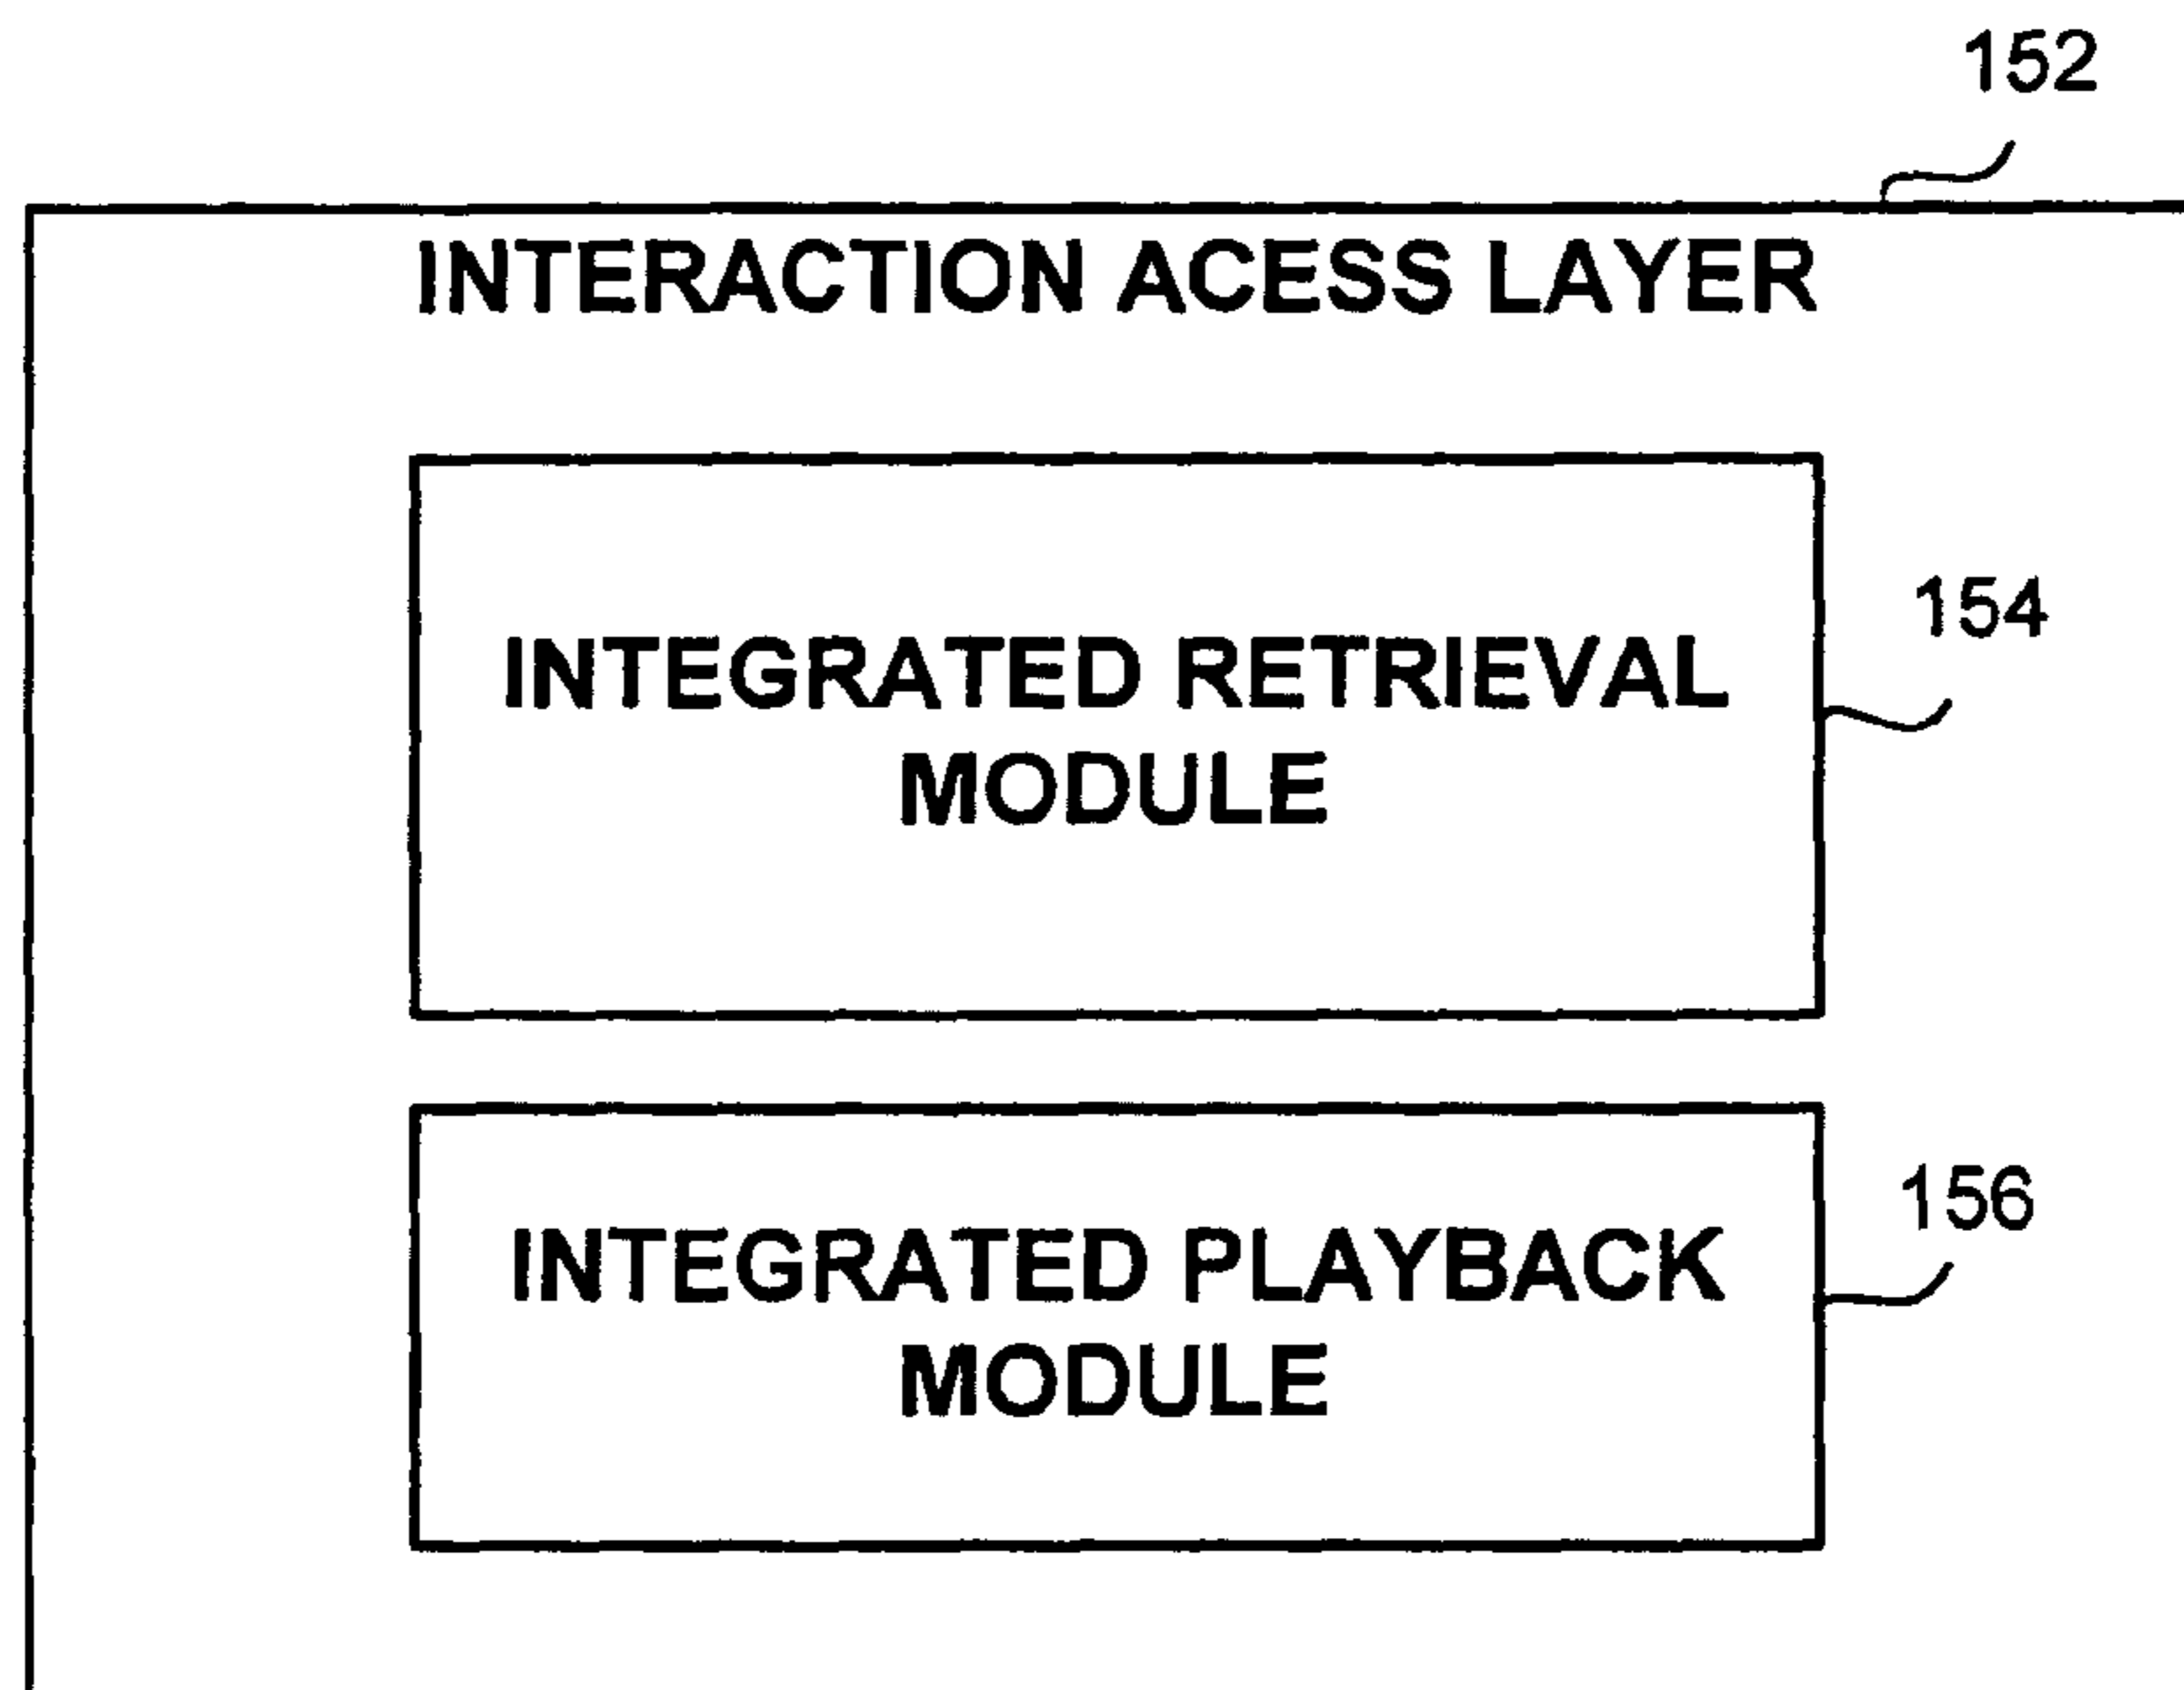 152
INTERACTION ACESS LAYER
INTEGRATED RETRIEVAL
MODULE
154
INTEGRATED PLAYBACK
MODULE
156